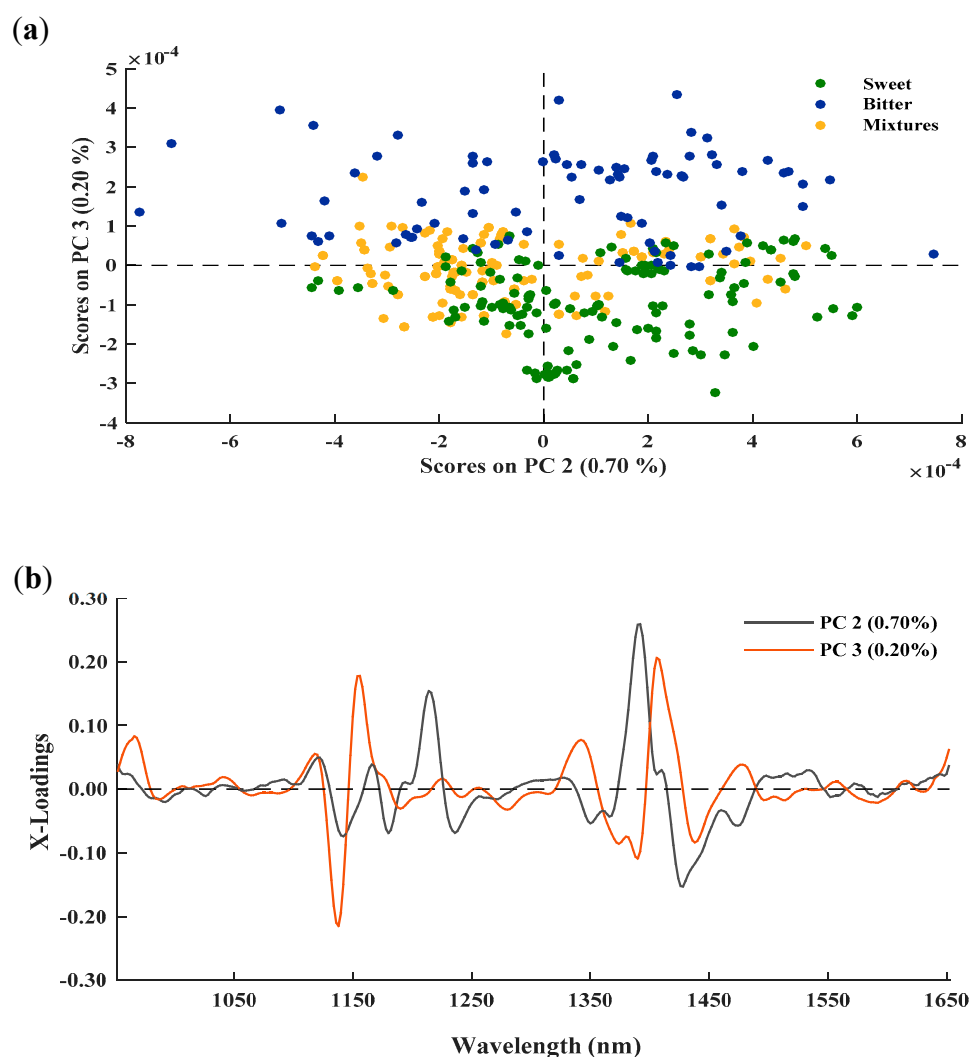 (a)
×10⁻⁴
5
4
3
2
1
0
-1
-2
-3
-4
Scores on PC 3 (0.20 %)
Sweet
Bitter
Mixtures
-8 -6 -4 -2 0 2 4 6 8
Scores on PC 2 (0.70 %)
×10⁻⁴
(b)
0.30
0.20
0.10
0.00
-0.10
-0.20
-0.30
X-Loadings
PC 2 (0.70%)
PC 3 (0.20%)
1050 1150 1250 1350 1450 1550 1650
Wavelength (nm)